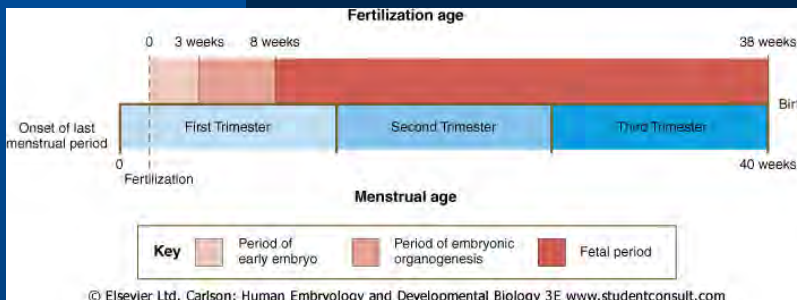 Fertilization age
0 3 weeks 8 weeks 38 weeks
Onset of last
menstrual period
First Trimester Second Trimester Third Trimester
0 40 weeks
Fertilization
Menstrual age
Key
Period of
early embryo
Period of embryonic
organogenesis
Fetal period
© Elsevier Ltd. Carlson: Human Embryology and Developmental Biology 3E www.studentconsult.com